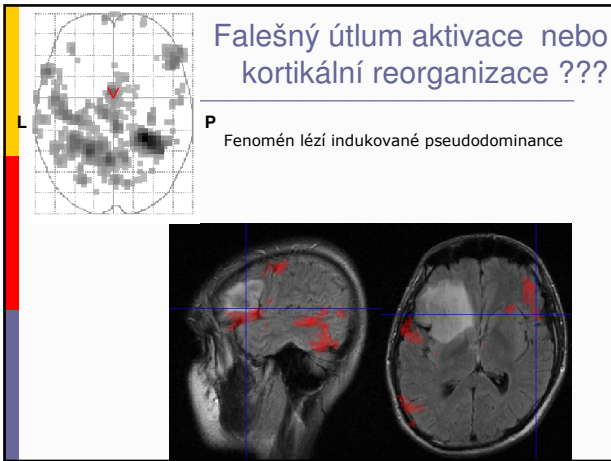 Falešný útlum aktivace nebo
kortikální reorganizace ???
L
P
Fenomén lézí indukované pseudodominance